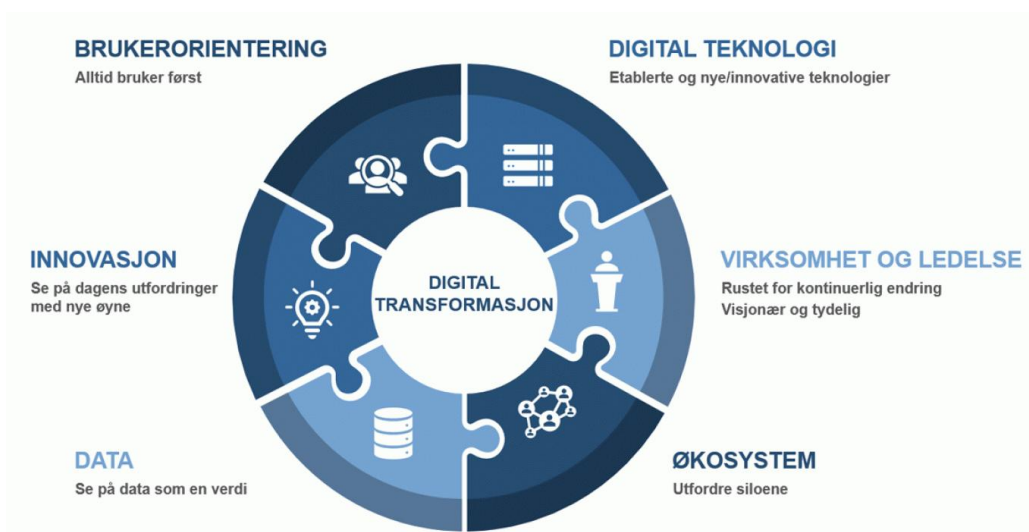 BRUKERORIENTERING
Alltid bruker først
DIGITAL TEKNOLOGI
Etablerte og nye/innovative teknologier
INNOVASJON
Se på dagens utfordringer
med nye øyne
DIGITAL
TRANSFORMASJON
VIRKSOMHET OG LEDELSE
Rustet for kontinuerlig endring
Visjonær og tydelig
DATA
Se på data som en verdi
ØKOSYSTEM
Utfordre siloene